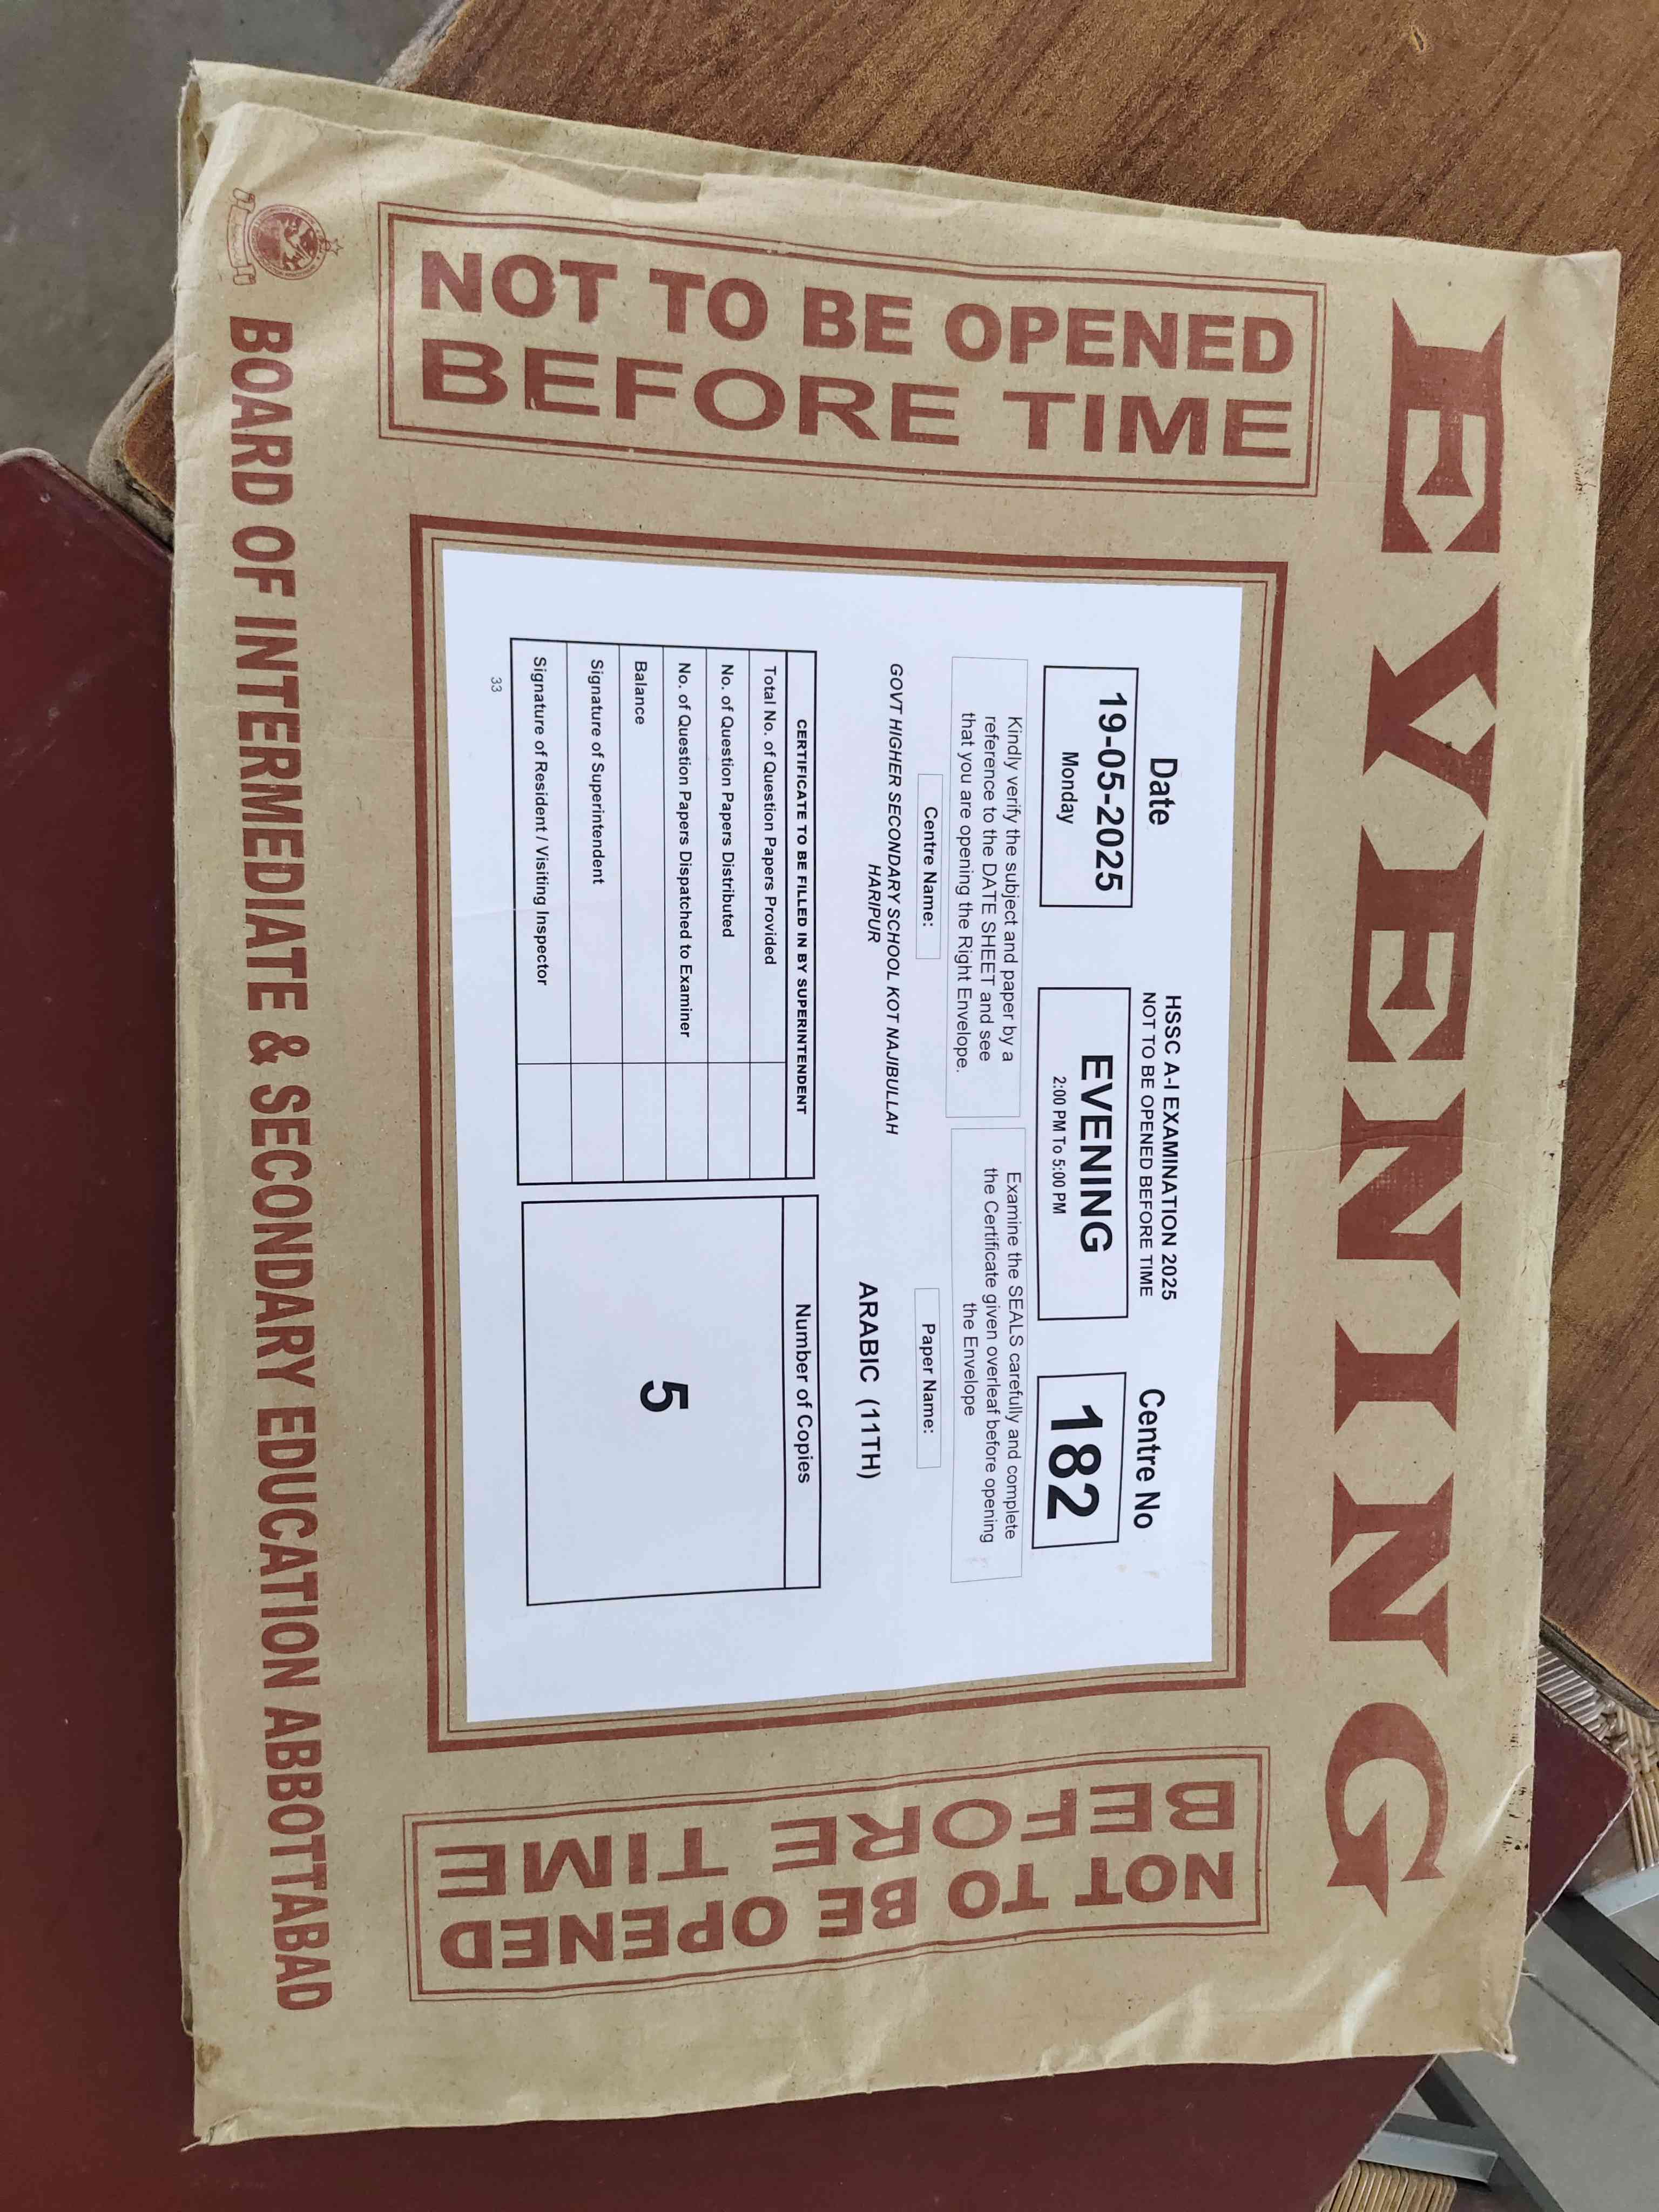 EVENING
NOT TO BE OPENED
BEFORE TIME
Date
HSSC A-I EXAMINATION 2025
NOT TO BE OPENED BEFORE TIME
Centre No
19-05-2025
Monday
EVENING
2:00 PM To 5:00 PM
182
Kindly verify the subject and paper by a
reference to the DATE SHEET and see
that you are opening the Right Envelope.
Examine the SEALS carefully and complete
the Certificate given overleaf before opening
the Envelope
Centre Name:
Paper Name:
GOVT HIGHER SECONDARY SCHOOL KOT NAJIBULLAH
HARIPUR
ARABIC (11TH)
CERTIFICATE TO BE FILLED IN BY SUPERINTENDENT
Total No. of Question Papers Provided
No. of Question Papers Distributed
No. of Question Papers Dispatched to Examiner
Balance
Signature of Superintendent
Signature of Resident / Visiting Inspector
Number of Copies
5
33
NOT TO BE OPENED
BEFORE TIME
BOARD OF INTERMEDIATE & SECONDARY EDUCATION ABBOTTABAD